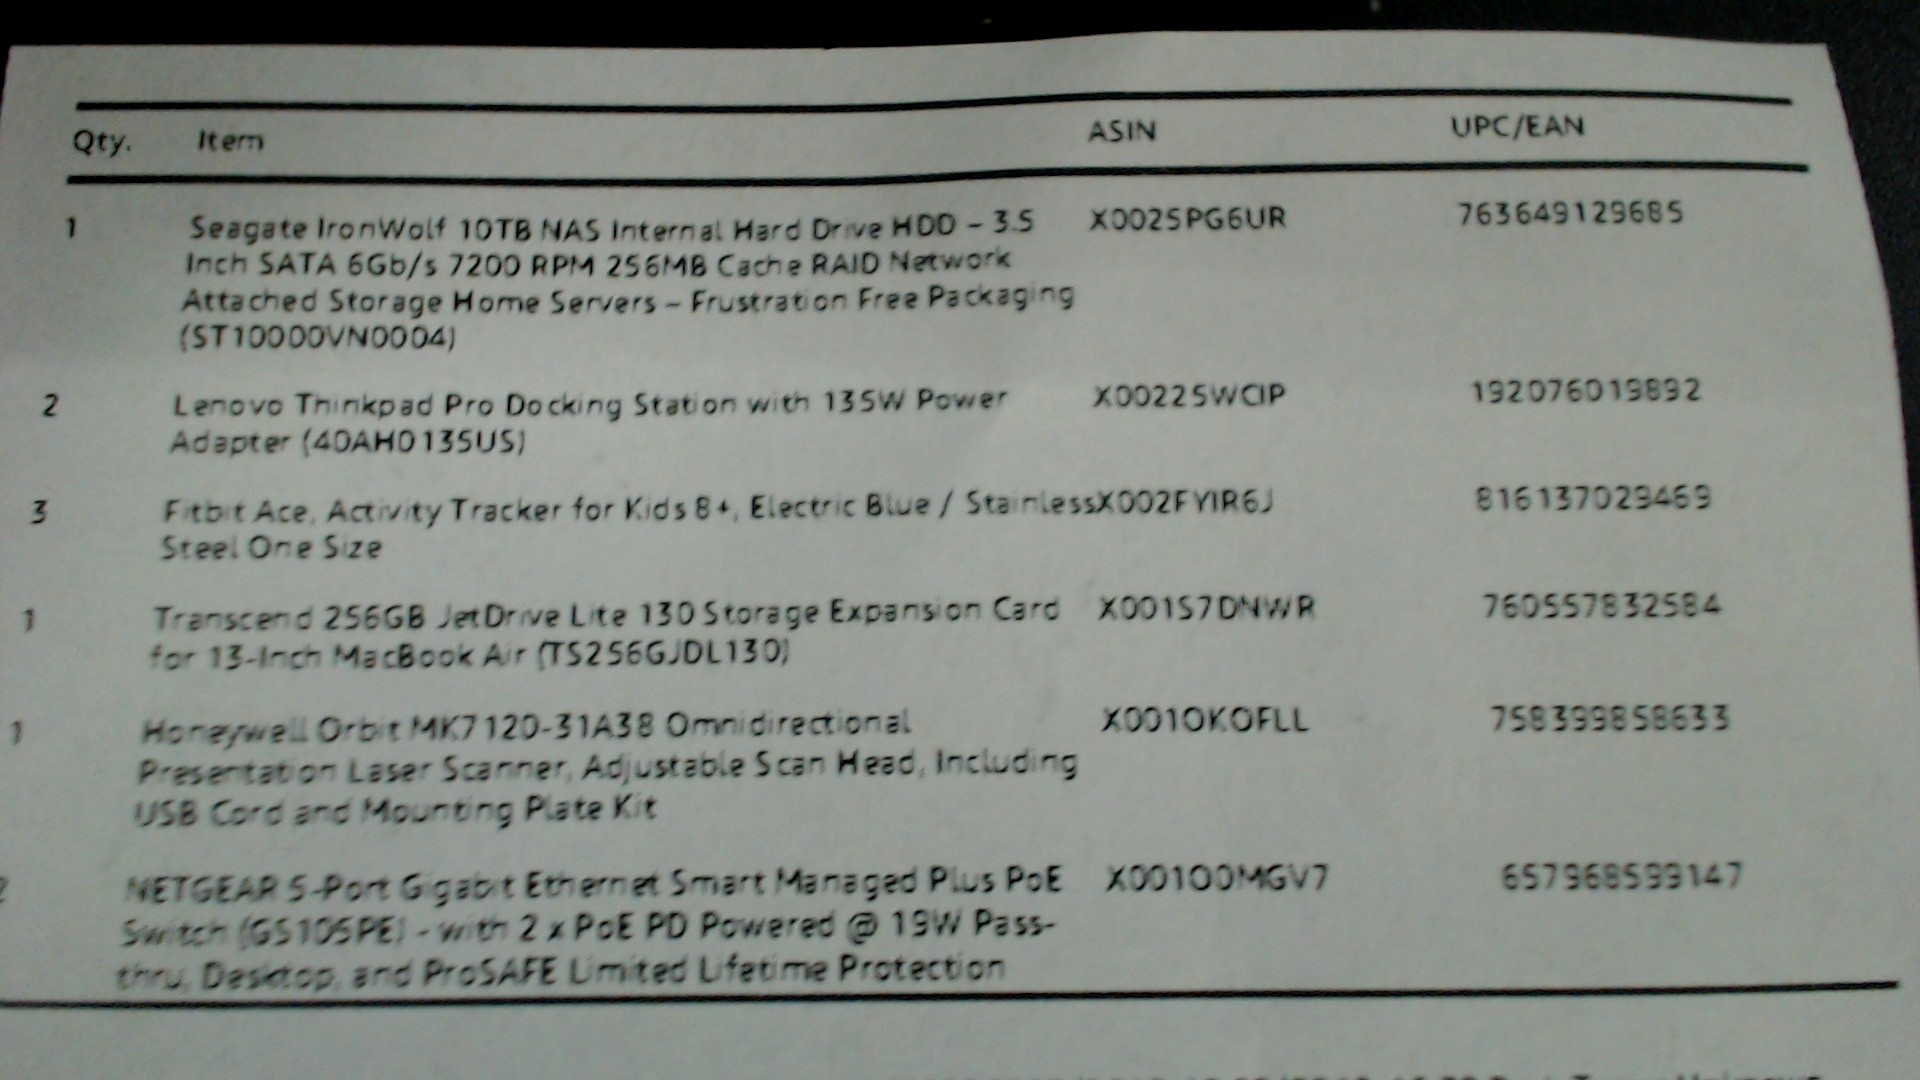 Qty. Item ASIN UPC/EAN
1 Seagate IronWolf 10TB NAS Internal Hard Drive HDD – 3.5 X0025PG6UR 763649129685
Inch SATA 6Gb/s 7200 RPM 256MB Cache RAID Network
Attached Storage Home Servers – Frustration Free Packaging
(ST10000VN0004)
2 Lenovo Thinkpad Pro Docking Station with 135W Power X00225WCIP 192076019892
Adapter (40AH0135US)
3 Fitbit Ace, Activity Tracker for Kids 8+, Electric Blue / Stainless X002FYIR6J 816137029469
Steel One Size
1 Transcend 256GB JetDrive Lite 130 Storage Expansion Card X001S7DNWR 760557832584
for 13-Inch MacBook Air (TS256GJDL130)
1 Honeywell Orbit MK7120-31A38 Omnidirectional X001OKOFLL 758399858633
Presentation Laser Scanner, Adjustable Scan Head, Including
USB Cord and Mounting Plate Kit
2 NETGEAR 5-Port Gigabit Ethernet Smart Managed Plus PoE X001O0MGV7 657968599147
Switch (GS105PE) - with 2 x PoE PD Powered @ 19W Pass-
thru, Desktop, and ProSAFE Limited Lifetime Protection